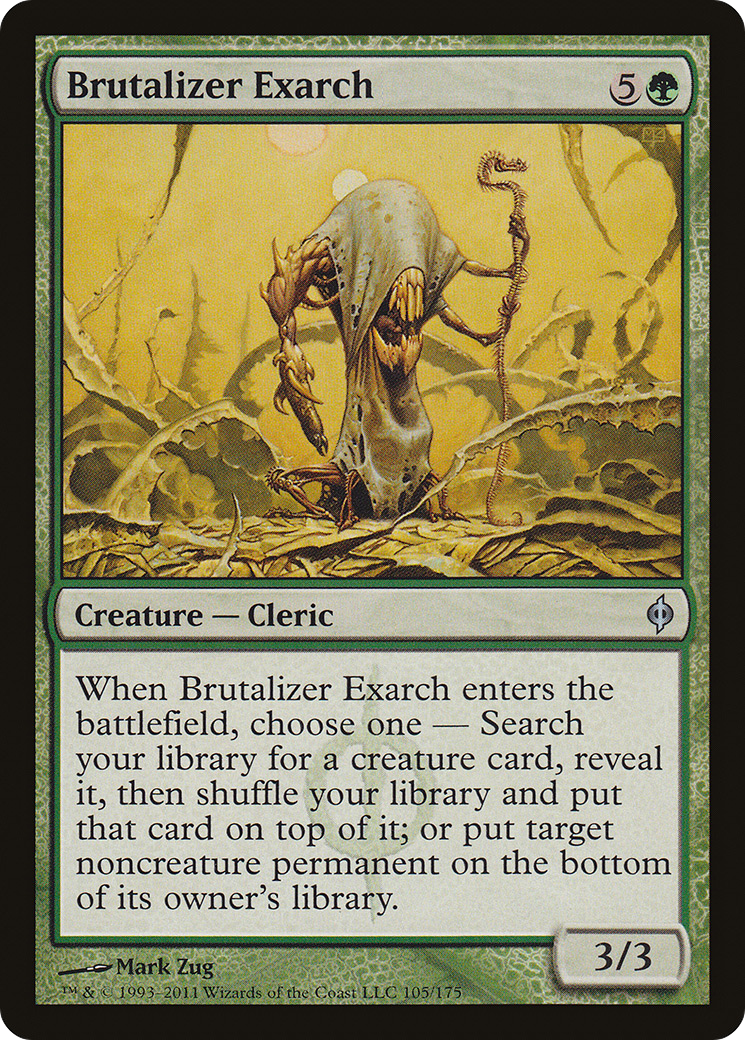 Brutalizer Exarch 5
Creature — Cleric
When Brutalizer Exarch enters the
battlefield, choose one — Search
your library for a creature card, reveal
it, then shuffle your library and put
that card on top of it; or put target
noncreature permanent on the bottom
of its owner's library.
3/3
Mark Zug
™ & © 1993–2011 Wizards of the Coast LLC 105/175